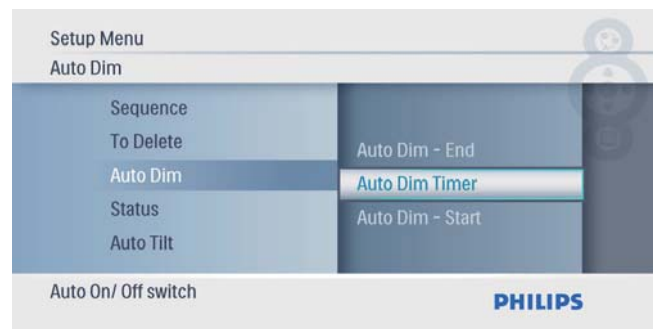 Setup Menu
Auto Dim
Sequence
To Delete
Auto Dim
Status
Auto Tilt
Auto Dim - End
Auto Dim Timer
Auto Dim - Start
Auto On/ Off switch
PHILIPS